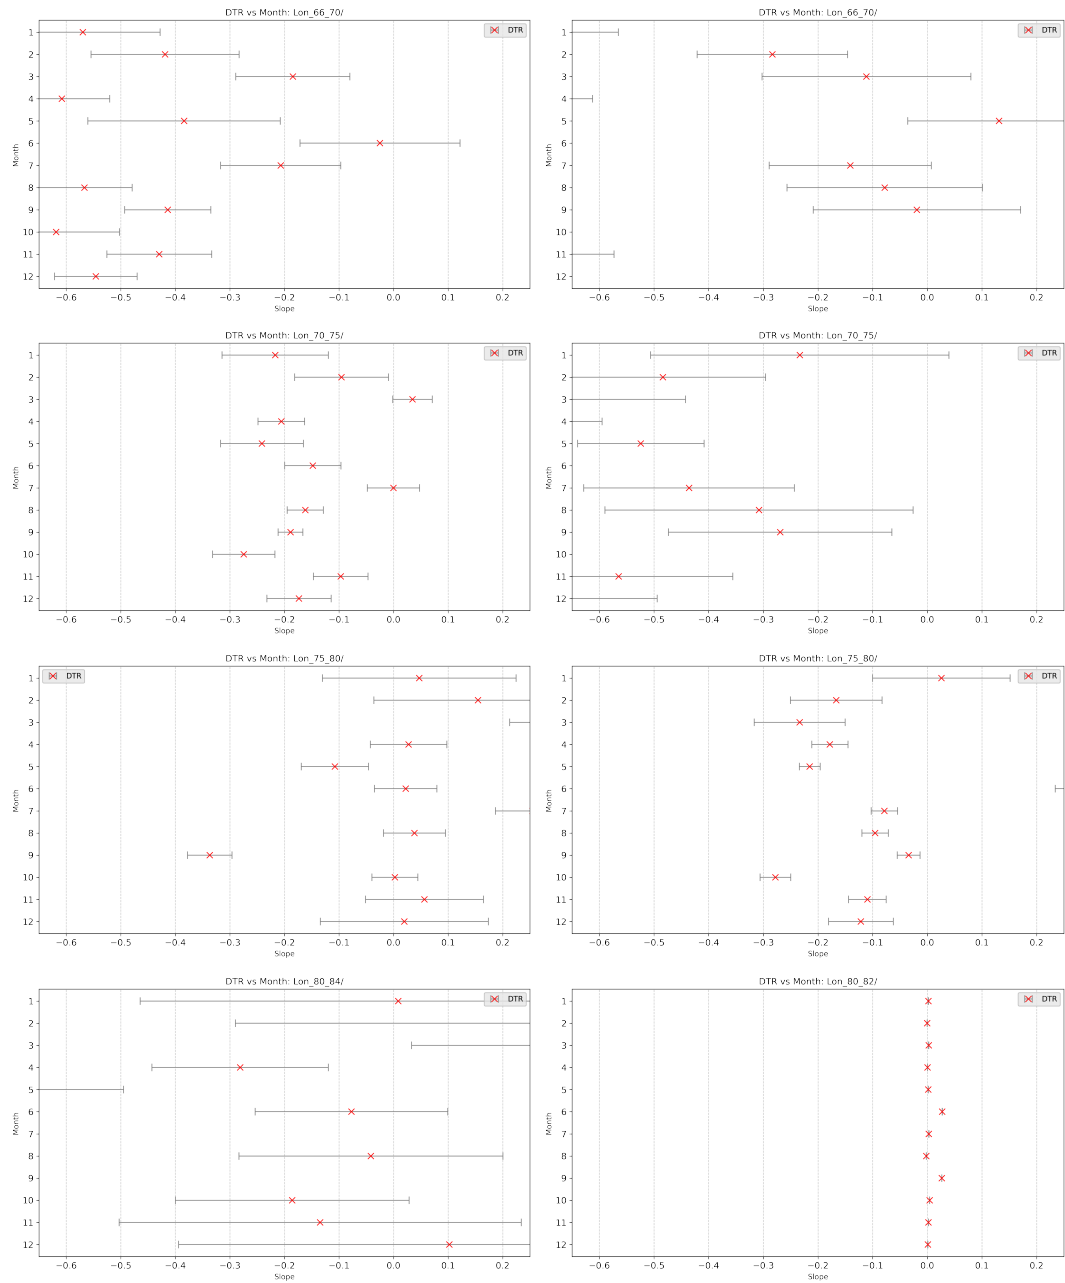 DTR vs Month: Lon_66_70/
DTR
Month
1
2
3
4
5
6
7
8
9
10
11
12
−0.6 −0.5 −0.4 −0.3 −0.2 −0.1 0.0 0.1 0.2
Slope
DTR vs Month: Lon_66_70/
DTR
Month
1
2
3
4
5
6
7
8
9
10
11
12
−0.6 −0.5 −0.4 −0.3 −0.2 −0.1 0.0 0.1 0.2
Slope
DTR vs Month: Lon_70_75/
DTR
Month
1
2
3
4
5
6
7
8
9
10
11
12
−0.6 −0.5 −0.4 −0.3 −0.2 −0.1 0.0 0.1 0.2
Slope
DTR vs Month: Lon_70_75/
DTR
Month
1
2
3
4
5
6
7
8
9
10
11
12
−0.6 −0.5 −0.4 −0.3 −0.2 −0.1 0.0 0.1 0.2
Slope
DTR vs Month: Lon_75_80/
DTR
Month
1
2
3
4
5
6
7
8
9
10
11
12
−0.6 −0.5 −0.4 −0.3 −0.2 −0.1 0.0 0.1 0.2
Slope
DTR vs Month: Lon_75_80/
DTR
Month
1
2
3
4
5
6
7
8
9
10
11
12
−0.6 −0.5 −0.4 −0.3 −0.2 −0.1 0.0 0.1 0.2
Slope
DTR vs Month: Lon_80_84/
DTR
Month
1
2
3
4
5
6
7
8
9
10
11
12
−0.6 −0.5 −0.4 −0.3 −0.2 −0.1 0.0 0.1 0.2
Slope
DTR vs Month: Lon_80_82/
DTR
Month
1
2
3
4
5
6
7
8
9
10
11
12
−0.6 −0.5 −0.4 −0.3 −0.2 −0.1 0.0 0.1 0.2
Slope